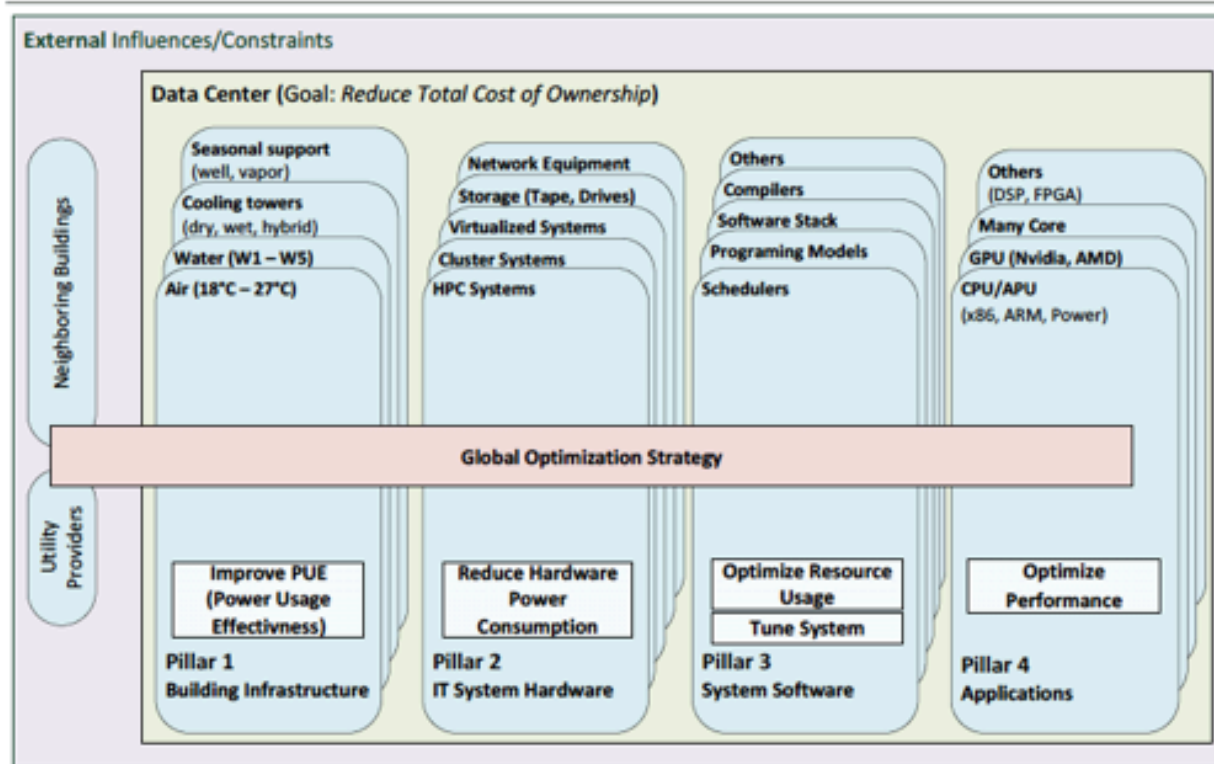 External Influences/Constraints
Data Center (Goal: Reduce Total Cost of Ownership)
Neighboring Buildings
Utility
Providers
Seasonal support
(well, vapor)
Cooling towers
(dry, wet, hybrid)
Water (W1 – W5)
Air (18°C – 27°C)
Network Equipment
Storage (Tape, Drives)
Virtualized Systems
Cluster Systems
HPC Systems
Others
Compilers
Software Stack
Programing Models
Schedulers
Others
(DSP, FPGA)
Many Core
GPU (Nvidia, AMD)
CPU/APU
(x86, ARM, Power)
Global Optimization Strategy
Improve PUE
(Power Usage
Effectivness)
Pillar 1
Building Infrastructure
Reduce Hardware
Power
Consumption
Pillar 2
IT System Hardware
Optimize Resource
Usage
Tune System
Pillar 3
System Software
Optimize
Performance
Pillar 4
Applications